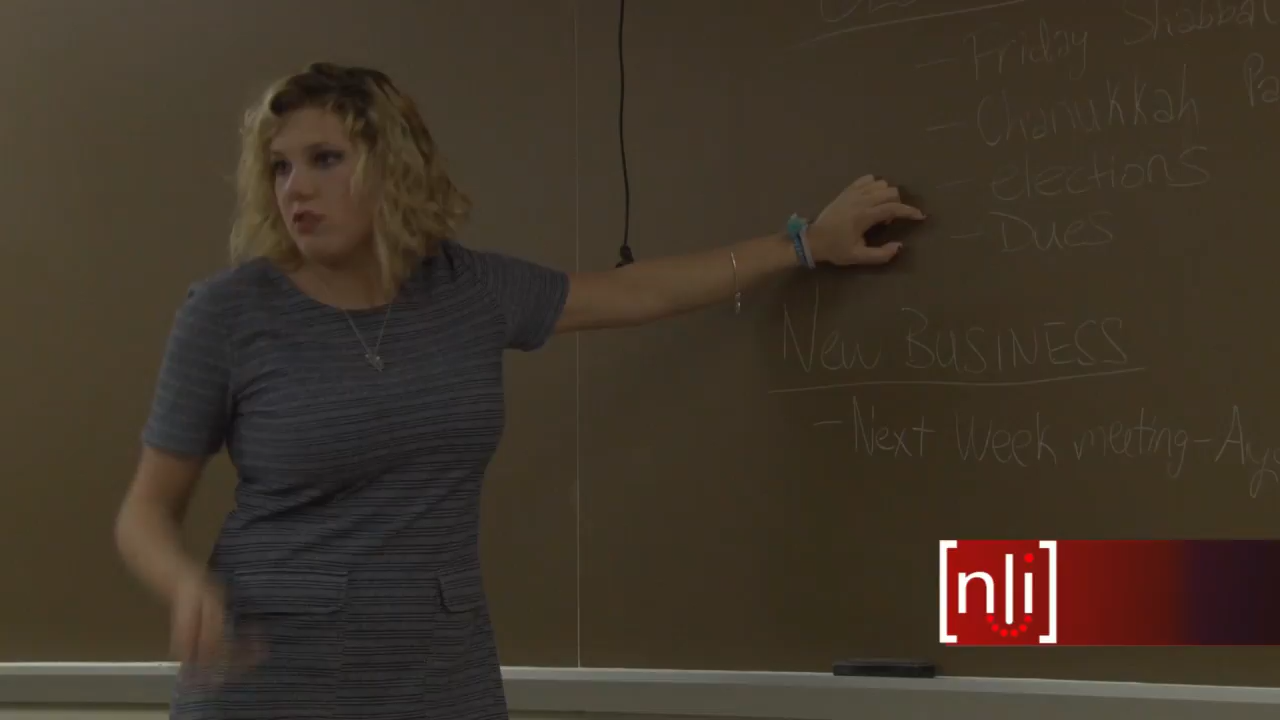 - Friday Shabbat
- Chanukkah
- elections
- Dues
New BUSINESS
- Next Week meeting -
[nli]